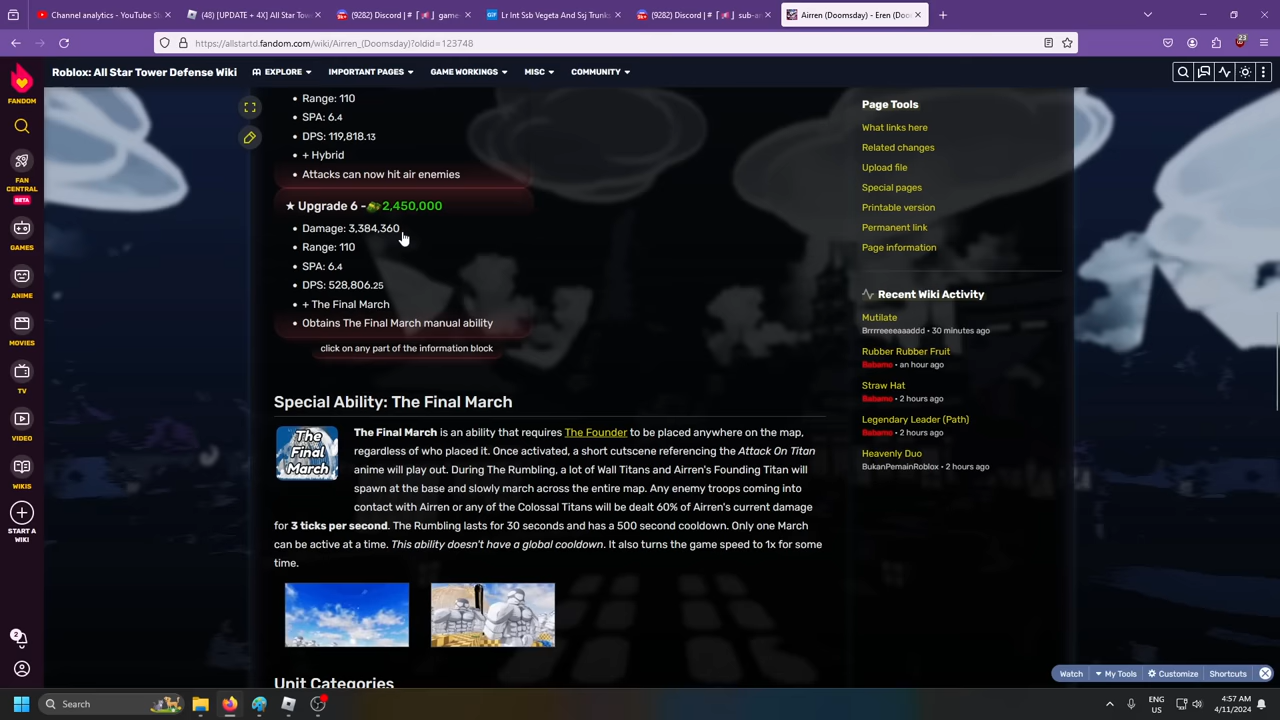 Channel analytics - YouTube St
(48) [UPDATE + 4X] All Star Tow
(9282) Discord | # 「 」game
GIF Lr Int Ssb Vegeta And Ssj Trunks
(9282) Discord | # 「 」sub-ar
Airren (Doomsday) - Eren (Doo
https://allstartd.fandom.com/wiki/Airren_(Doomsday)?oldid=123748
23
FANDOM
Roblox: All Star Tower Defense Wiki
EXPLORE
IMPORTANT PAGES
GAME WORKINGS
MISC
COMMUNITY
FAN CENTRAL
BETA
GAMES
ANIME
MOVIES
TV
VIDEO
WIKIS
START A WIKI
2
• Range: 110
• SPA: 6.4
• DPS: 119,818.13
• + Hybrid
• Attacks can now hit air enemies
★ Upgrade 6 - 2,450,000
• Damage: 3,384,360
• Range: 110
• SPA: 6.4
• DPS: 528,806.25
• + The Final March
• Obtains The Final March manual ability
click on any part of the information block
Special Ability: The Final March
The Final March
The Final March is an ability that requires The Founder to be placed anywhere on the map,
regardless of who placed it. Once activated, a short cutscene referencing the Attack On Titan
anime will play out. During The Rumbling, a lot of Wall Titans and Airren's Founding Titan will
spawn at the base and slowly march across the entire map. Any enemy troops coming into
contact with Airren or any of the Colossal Titans will be dealt 60% of Airren's current damage
for 3 ticks per second. The Rumbling lasts for 30 seconds and has a 500 second cooldown. Only one March
can be active at a time. This ability doesn't have a global cooldown. It also turns the game speed to 1x for some
time.
Unit Categories
Page Tools
What links here
Related changes
Upload file
Special pages
Printable version
Permanent link
Page information
Recent Wiki Activity
Mutilate
Brrrreeeeaaaddd • 30 minutes ago
Rubber Rubber Fruit
Babamo • an hour ago
Straw Hat
Babamo • 2 hours ago
Legendary Leader (Path)
Babamo • 2 hours ago
Heavenly Duo
BukanPemainRoblox • 2 hours ago
Watch
My Tools
Customize
Shortcuts
Search
ENG
US
4:57 AM
4/11/2024